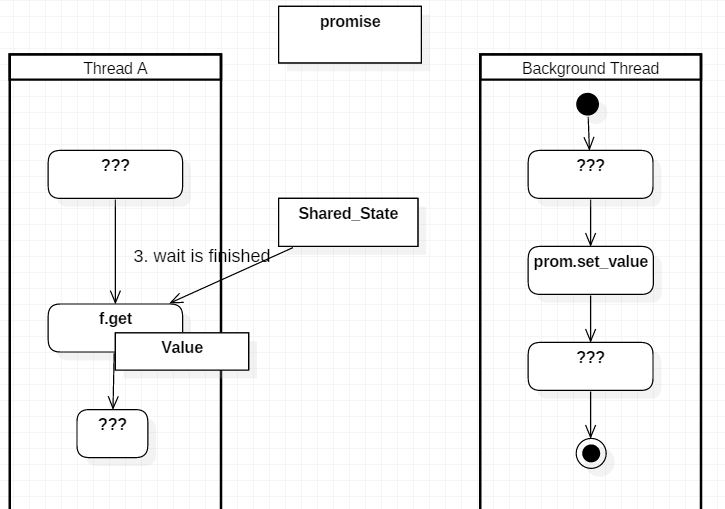 promise
Thread A
Background Thread
???
???
Shared_State
3. wait is finished
prom.set_value
f.get
Value
???
???